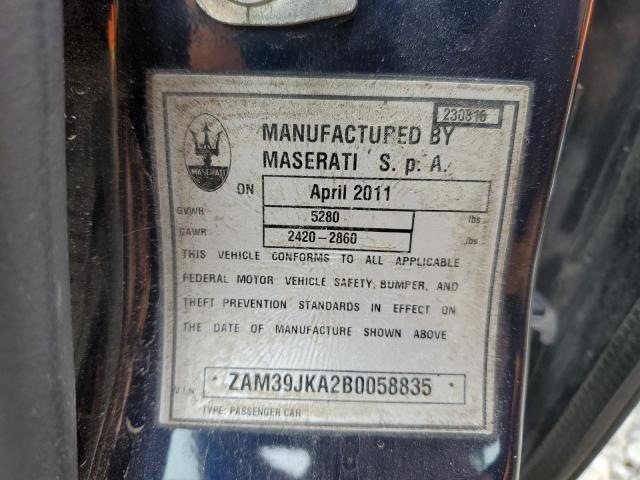 230816
MANUFACTURED BY
MASERATI S. p. A.
MASERATI
ON April 2011
GVWR 5280 lbs
GAWR 2420-2860 lbs
THIS VEHICLE CONFORMS TO ALL APPLICABLE
FEDERAL MOTOR VEHICLE SAFETY, BUMPER, AND
THEFT PREVENTION STANDARDS IN EFFECT ON
THE DATE OF MANUFACTURE SHOWN ABOVE
V.I.N. ZAM39JKA2B0058835
TYPE: PASSENGER CAR